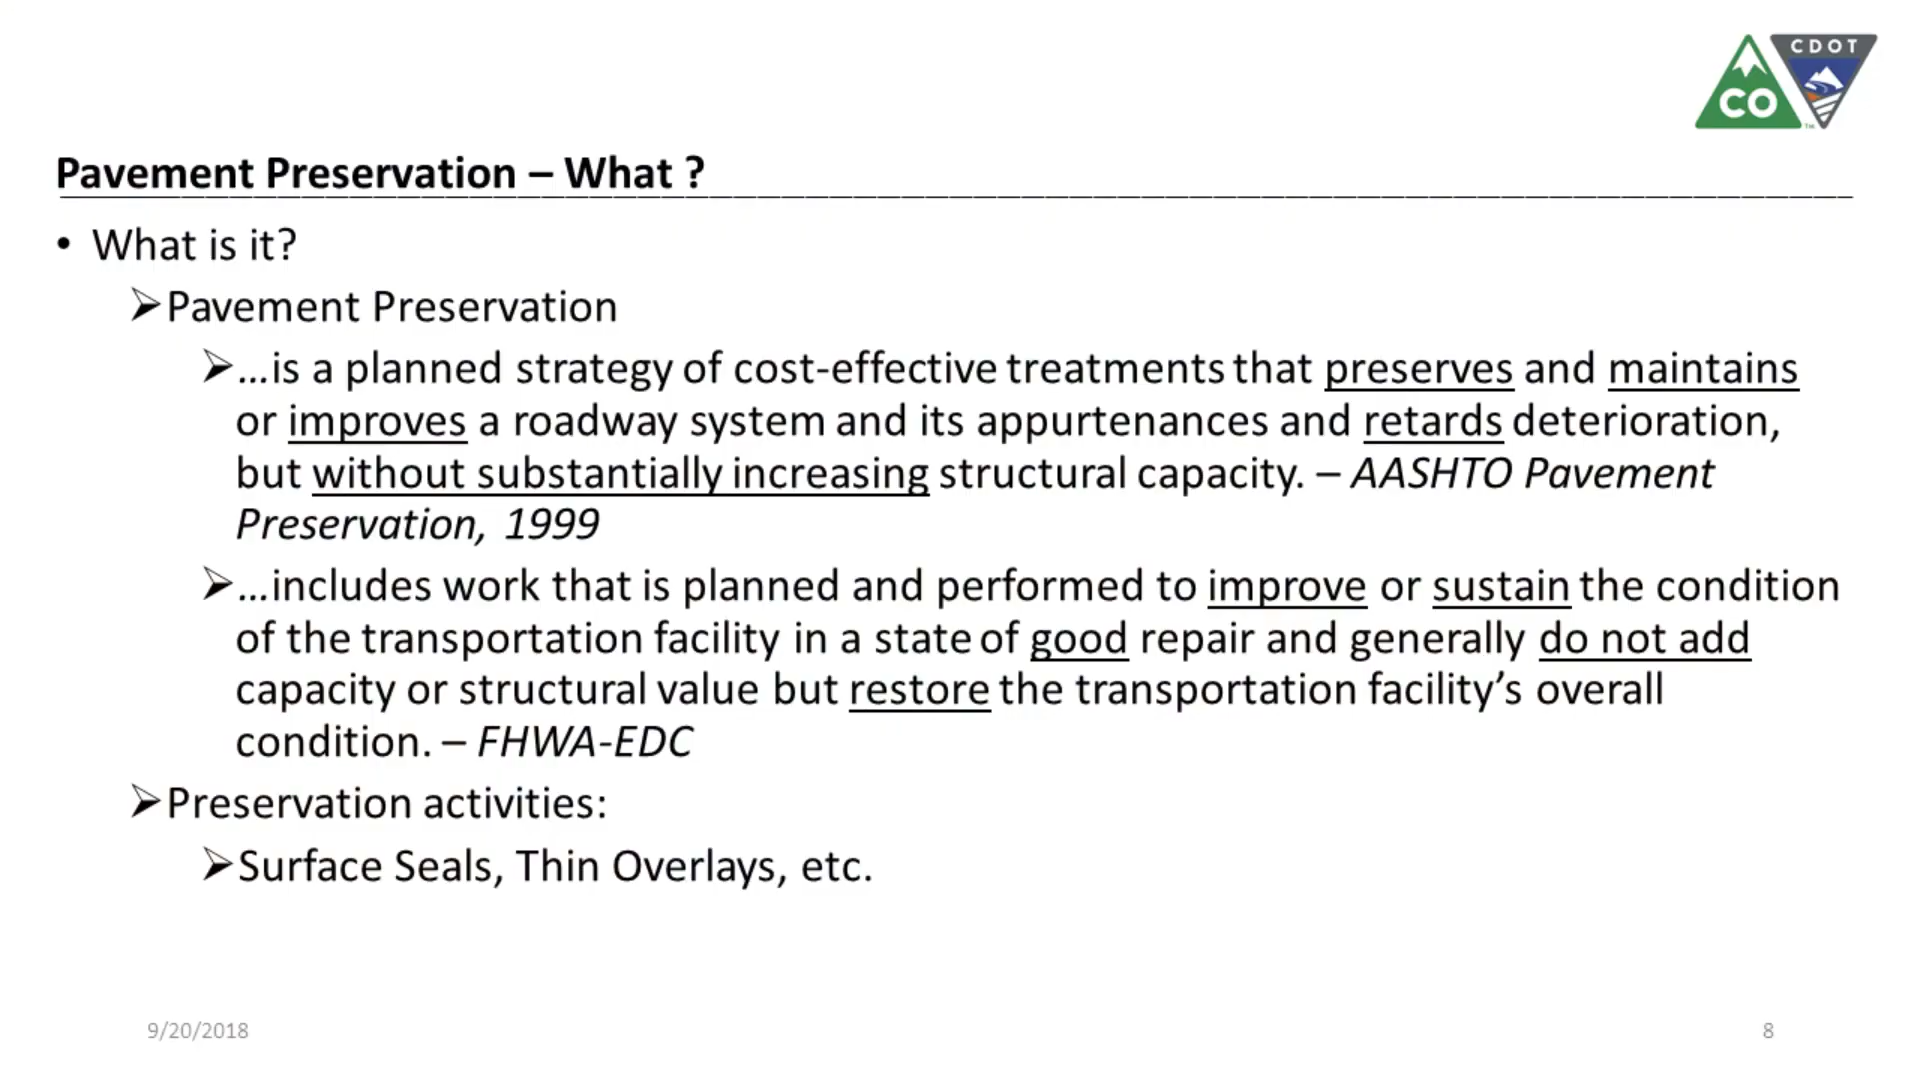 CO
CDOT
TM
Pavement Preservation – What ?
• What is it?
➢Pavement Preservation
➢…is a planned strategy of cost-effective treatments that preserves and maintains
or improves a roadway system and its appurtenances and retards deterioration,
but without substantially increasing structural capacity. – AASHTO Pavement
Preservation, 1999
➢…includes work that is planned and performed to improve or sustain the condition
of the transportation facility in a state of good repair and generally do not add
capacity or structural value but restore the transportation facility’s overall
condition. – FHWA-EDC
➢Preservation activities:
➢Surface Seals, Thin Overlays, etc.
9/20/2018
8